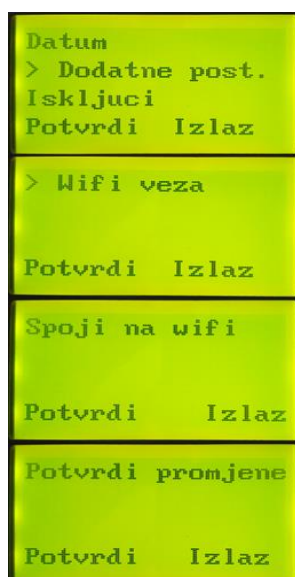 Datum
> Dodatne post.
Iskljuci
Potvrdi Izlaz
> Wifi veza
Potvrdi Izlaz
Spoji na wifi
Potvrdi Izlaz
Potvrdi promjene
Potvrdi Izlaz